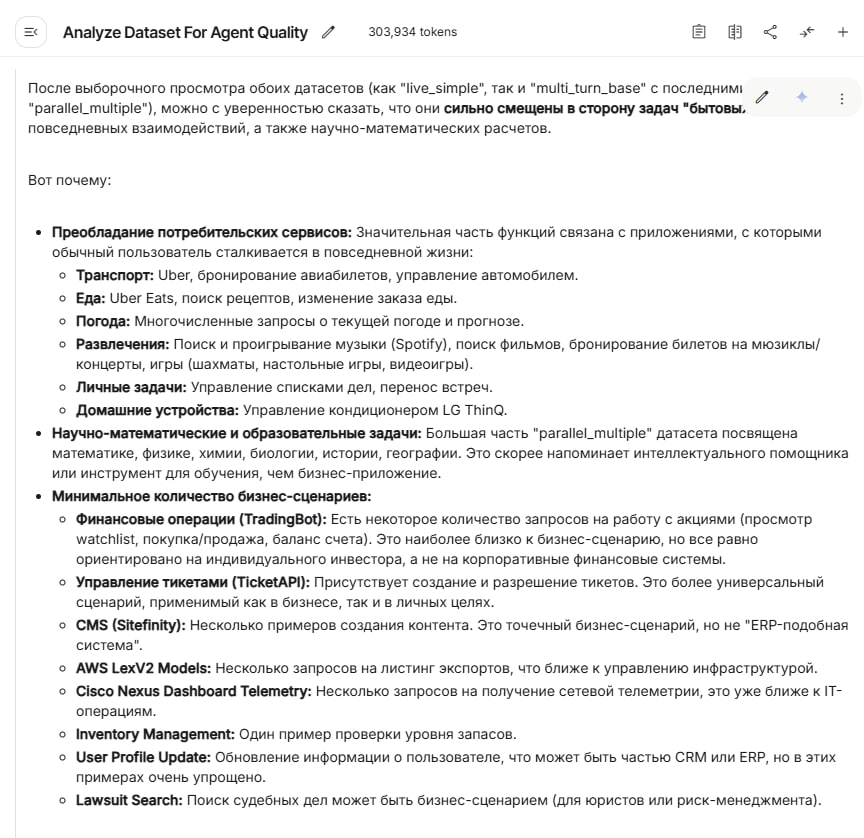 Analyze Dataset For Agent Quality
303,934 tokens
После выборочного просмотра обоих датасетов (как "live_simple", так и "multi_turn_base" с последними
"parallel_multiple"), можно с уверенностью сказать, что они сильно смещены в сторону задач "бытовых
повседневных взаимодействий, а также научно-математических расчетов.
Вот почему:
• Преобладание потребительских сервисов: Значительная часть функций связана с приложениями, с которыми
обычный пользователь сталкивается в повседневной жизни:
◦ Транспорт: Uber, бронирование авиабилетов, управление автомобилем.
◦ Еда: Uber Eats, поиск рецептов, изменение заказа еды.
◦ Погода: Многочисленные запросы о текущей погоде и прогнозе.
◦ Развлечения: Поиск и проигрывание музыки (Spotify), поиск фильмов, бронирование билетов на мюзиклы/
концерты, игры (шахматы, настольные игры, видеоигры).
◦ Личные задачи: Управление списками дел, перенос встреч.
◦ Домашние устройства: Управление кондиционером LG ThinQ.
• Научно-математические и образовательные задачи: Большая часть "parallel_multiple" датасета посвящена
математике, физике, химии, биологии, истории, географии. Это скорее напоминает интеллектуального помощника
или инструмент для обучения, чем бизнес-приложение.
• Минимальное количество бизнес-сценариев:
◦ Финансовые операции (TradingBot): Есть некоторое количество запросов на работу с акциями (просмотр
watchlist, покупка/продажа, баланс счета). Это наиболее близко к бизнес-сценарию, но все равно
ориентировано на индивидуального инвестора, а не на корпоративные финансовые системы.
◦ Управление тикетами (TicketAPI): Присутствует создание и разрешение тикетов. Это более универсальный
сценарий, применимый как в бизнесе, так и в личных целях.
◦ CMS (Sitefinity): Несколько примеров создания контента. Это точечный бизнес-сценарий, но не "ERP-подобная
система".
◦ AWS LexV2 Models: Несколько запросов на листинг экспортов, что ближе к управлению инфраструктурой.
◦ Cisco Nexus Dashboard Telemetry: Несколько запросов на получение сетевой телеметрии, это уже ближе к IT-
операциям.
◦ Inventory Management: Один пример проверки уровня запасов.
◦ User Profile Update: Обновление информации о пользователе, что может быть частью CRM или ERP, но в этих
примерах очень упрощено.
◦ Lawsuit Search: Поиск судебных дел может быть бизнес-сценарием (для юристов или риск-менеджмента).